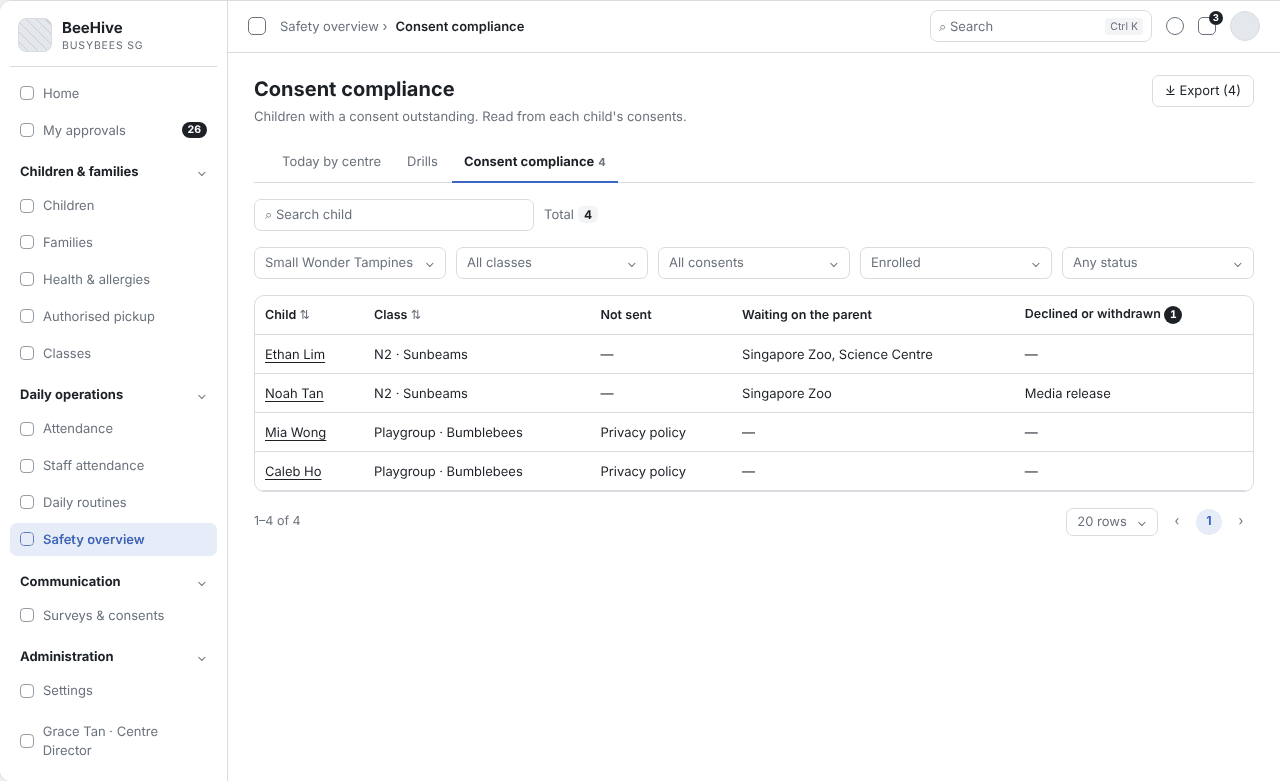 BeeHive
BUSYBEES SG
Home
My approvals 26
Children & families
Children
Families
Health & allergies
Authorised pickup
Classes
Daily operations
Attendance
Staff attendance
Daily routines
Safety overview
Communication
Surveys & consents
Administration
Settings
Grace Tan · Centre
Director
Safety overview › Consent compliance
Search Ctrl K
3
Consent compliance
Children with a consent outstanding. Read from each child's consents.
Export (4)
Today by centre Drills Consent compliance 4
Search child Total 4
Small Wonder Tampines All classes All consents Enrolled Any status
Child ⇅ Class ⇅ Not sent Waiting on the parent Declined or withdrawn 1
Ethan Lim N2 · Sunbeams — Singapore Zoo, Science Centre —
Noah Tan N2 · Sunbeams — Singapore Zoo Media release
Mia Wong Playgroup · Bumblebees Privacy policy — —
Caleb Ho Playgroup · Bumblebees Privacy policy — —
1–4 of 4 20 rows ‹ 1 ›